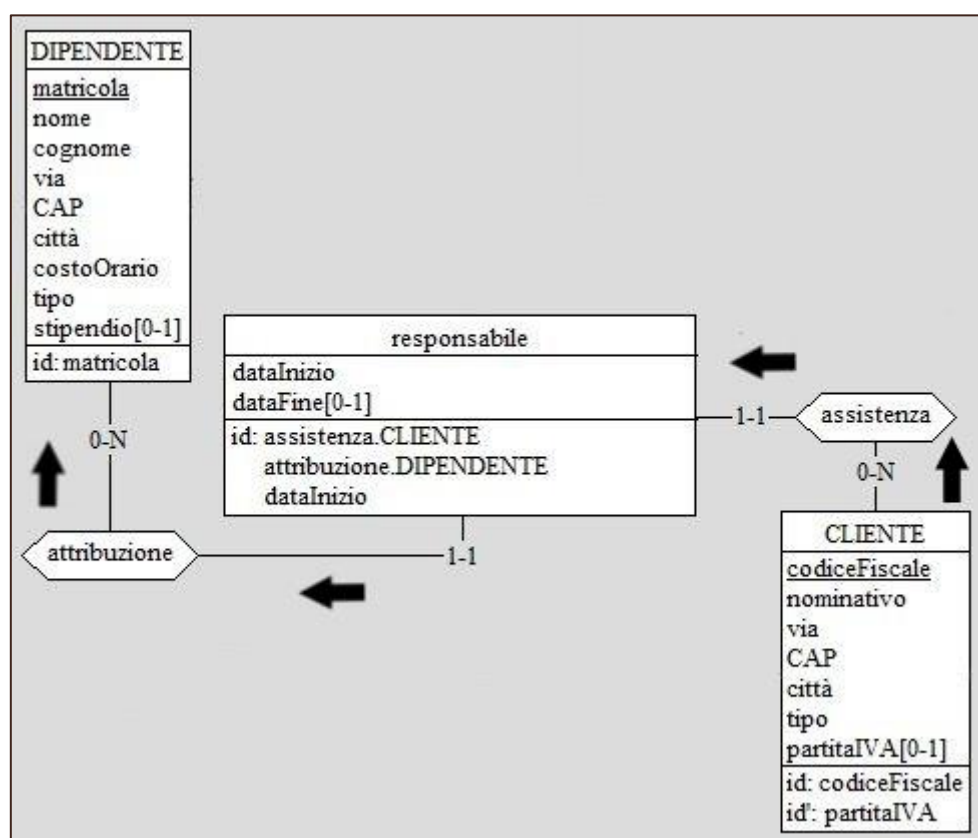 DIPENDENTE
matricola
nome
cognome
via
CAP
città
costoOrario
tipo
stipendio[0-1]
id: matricola
0-N
attribuzione
responsabile
dataInizio
dataFine[0-1]
id: assistenza.CLIENTE
attribuzione.DIPENDENTE
dataInizio
1-1
1-1
assistenza
0-N
CLIENTE
codiceFiscale
nominativo
via
CAP
città
tipo
partitaIVA[0-1]
id: codiceFiscale
id': partitaIVA